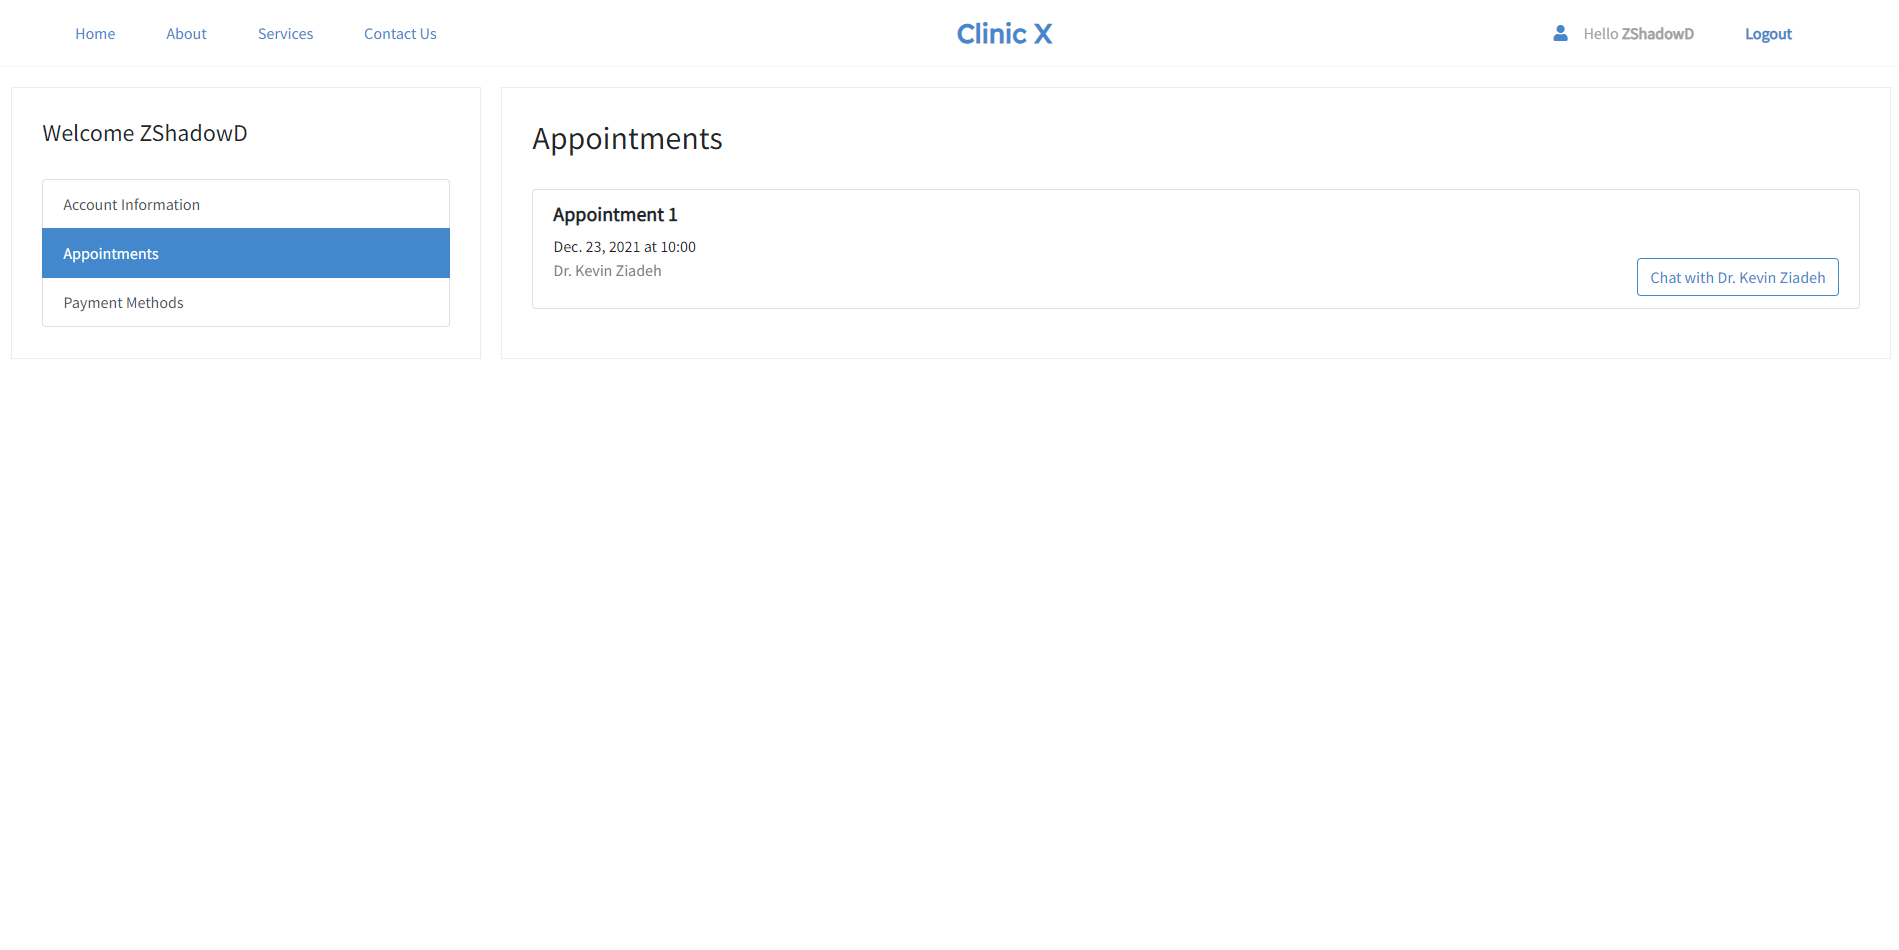 Home About Services Contact Us Clinic X Hello ZShadowD Logout
Welcome ZShadowD
Account Information
Appointments
Payment Methods
Appointments
Appointment 1
Dec. 23, 2021 at 10:00
Dr. Kevin Ziadeh
Chat with Dr. Kevin Ziadeh